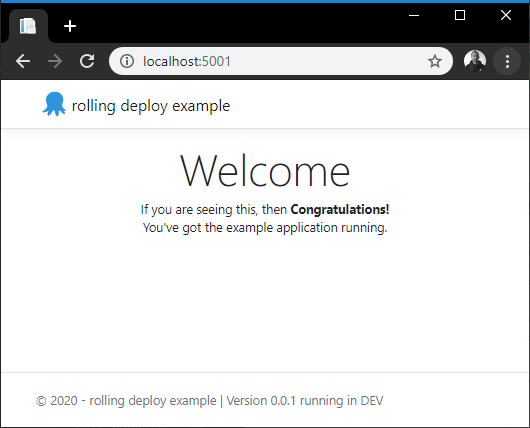 localhost:5001
rolling deploy example
Welcome
If you are seeing this, then Congratulations!
You've got the example application running.
© 2020 - rolling deploy example | Version 0.0.1 running in DEV